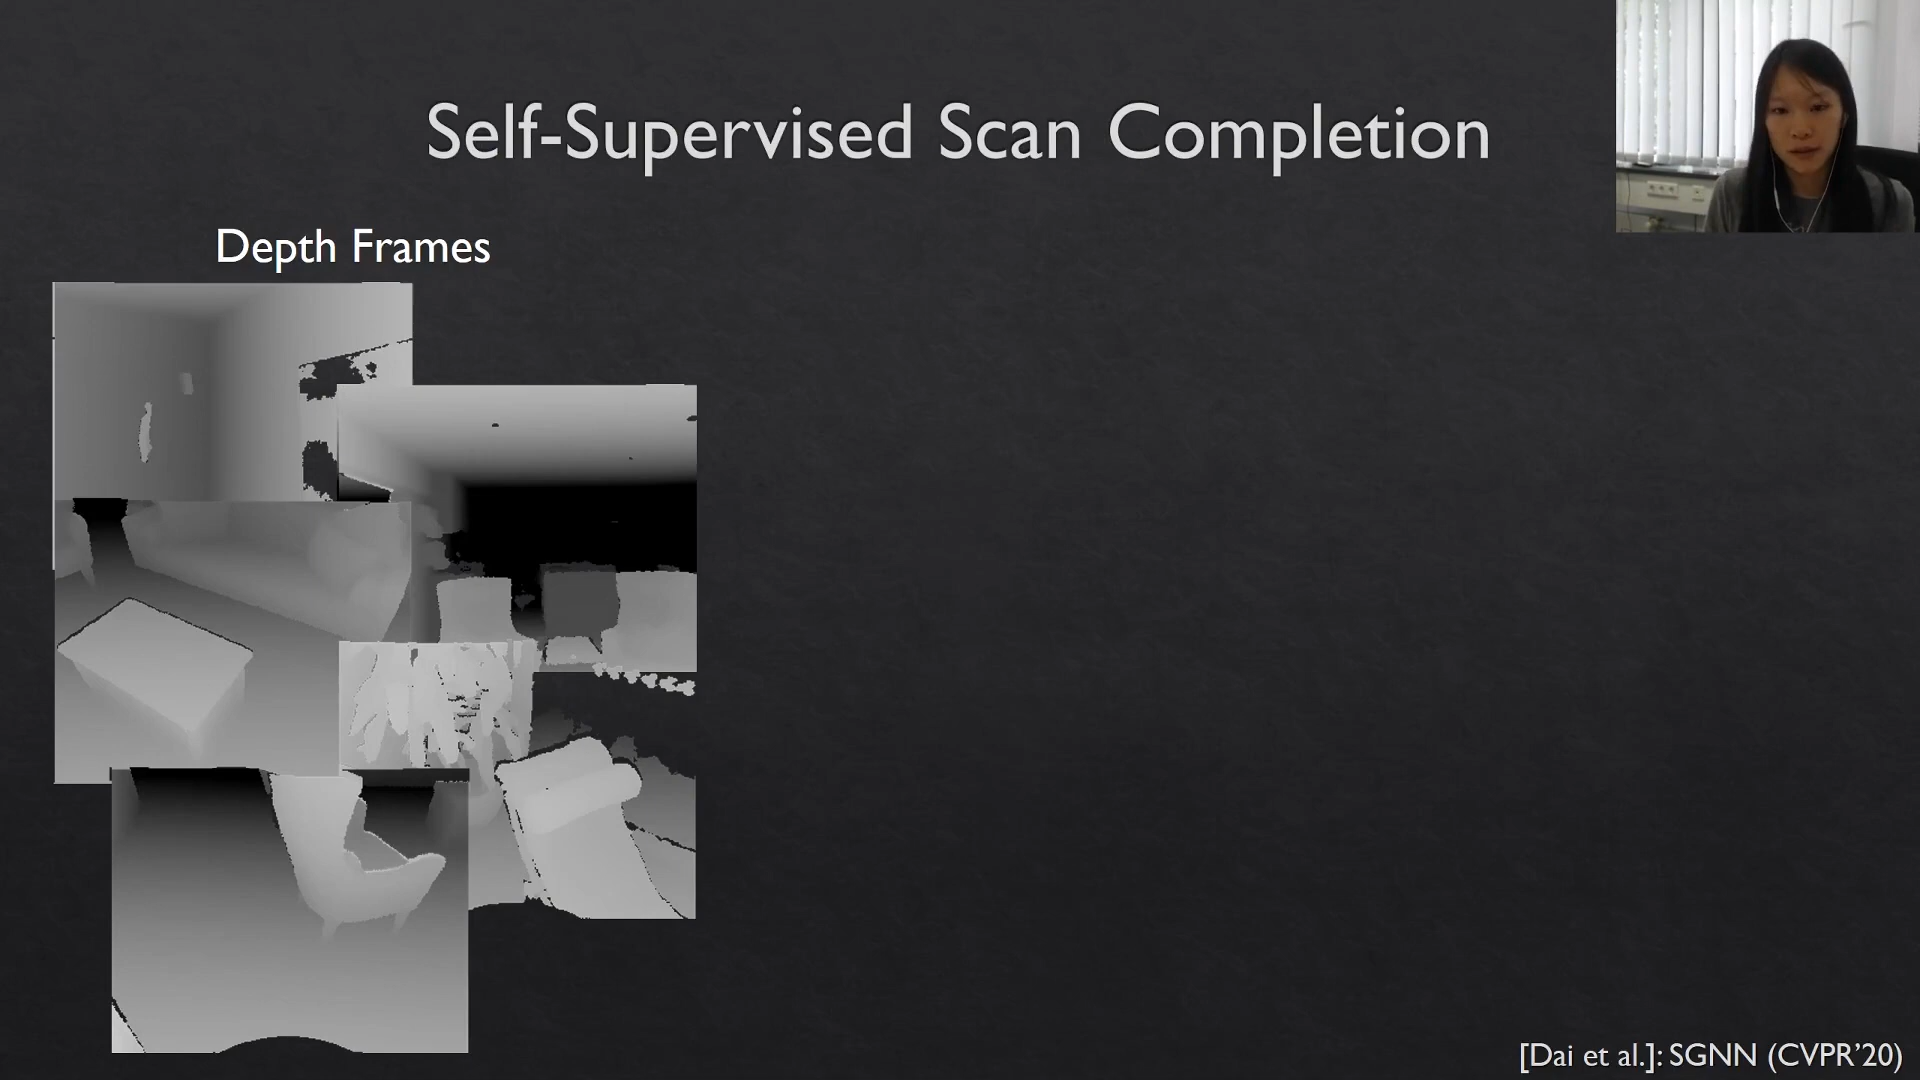 Self-Supervised Scan Completion
Depth Frames
[Dai et al.]: SGNN (CVPR’20)